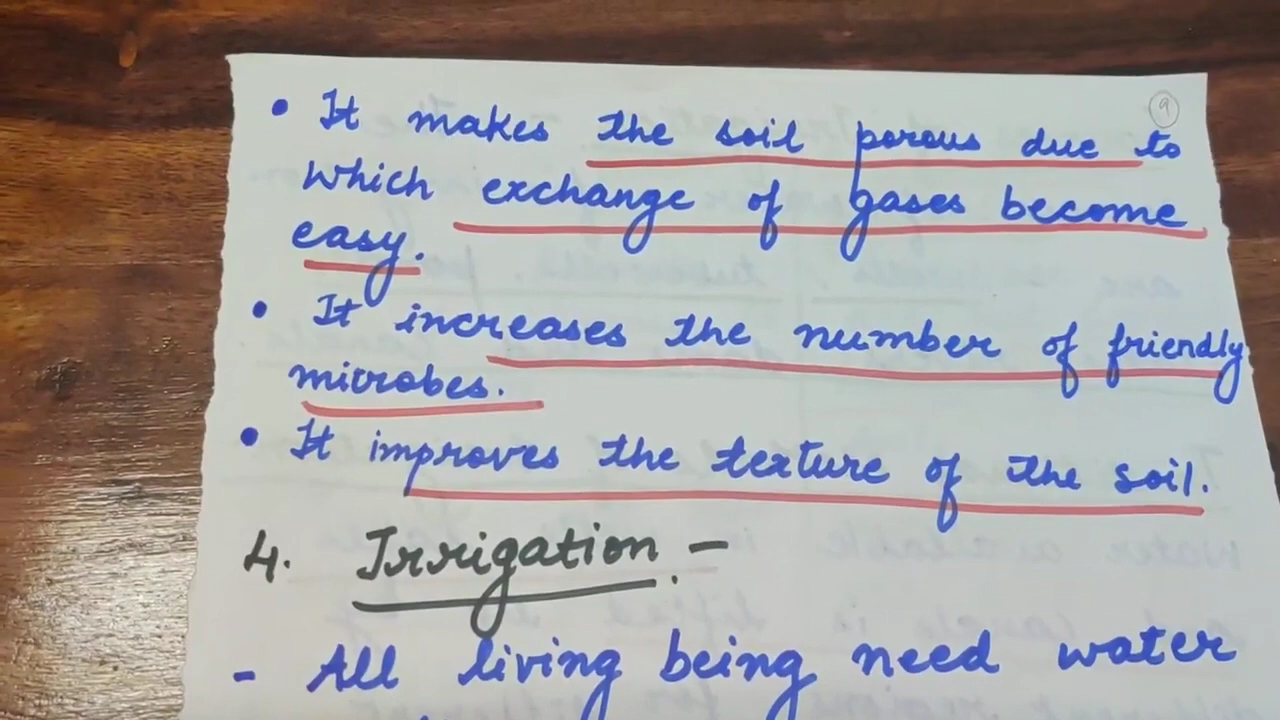 9
• It makes the soil porous due to
which exchange of gases become
easy.
• It increases the number of friendly
microbes.
• It improves the texture of the soil.
4. Irrigation -
- All living being need water